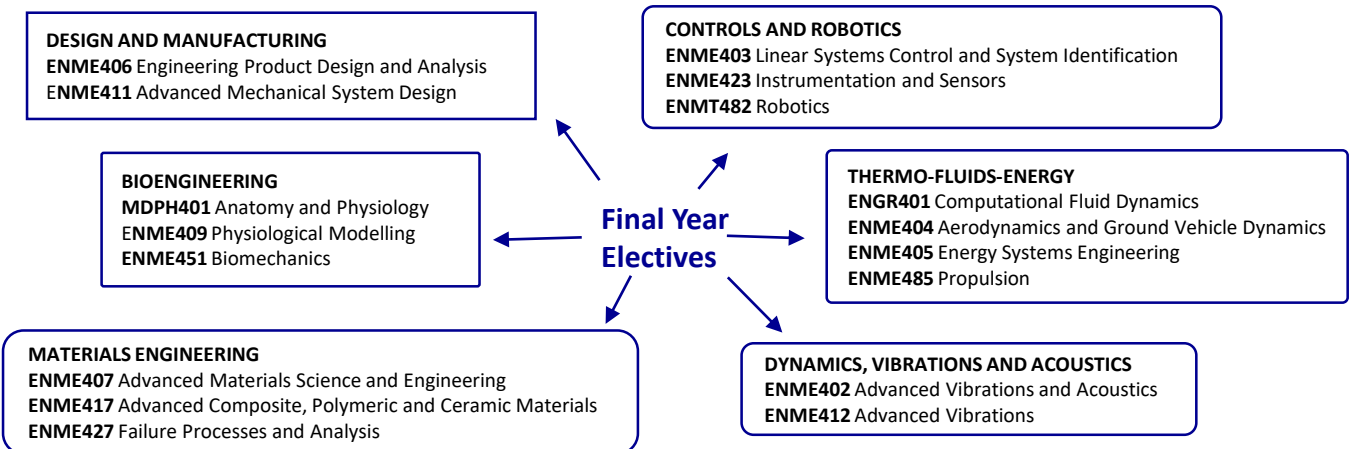 DESIGN AND MANUFACTURING
ENME406 Engineering Product Design and Analysis
ENME411 Advanced Mechanical System Design
CONTROLS AND ROBOTICS
ENME403 Linear Systems Control and System Identification
ENME423 Instrumentation and Sensors
ENMT482 Robotics
BIOENGINEERING
MDPH401 Anatomy and Physiology
ENME409 Physiological Modelling
ENME451 Biomechanics
Final Year
Electives
THERMO-FLUIDS-ENERGY
ENGR401 Computational Fluid Dynamics
ENME404 Aerodynamics and Ground Vehicle Dynamics
ENME405 Energy Systems Engineering
ENME485 Propulsion
MATERIALS ENGINEERING
ENME407 Advanced Materials Science and Engineering
ENME417 Advanced Composite, Polymeric and Ceramic Materials
ENME427 Failure Processes and Analysis
DYNAMICS, VIBRATIONS AND ACOUSTICS
ENME402 Advanced Vibrations and Acoustics
ENME412 Advanced Vibrations